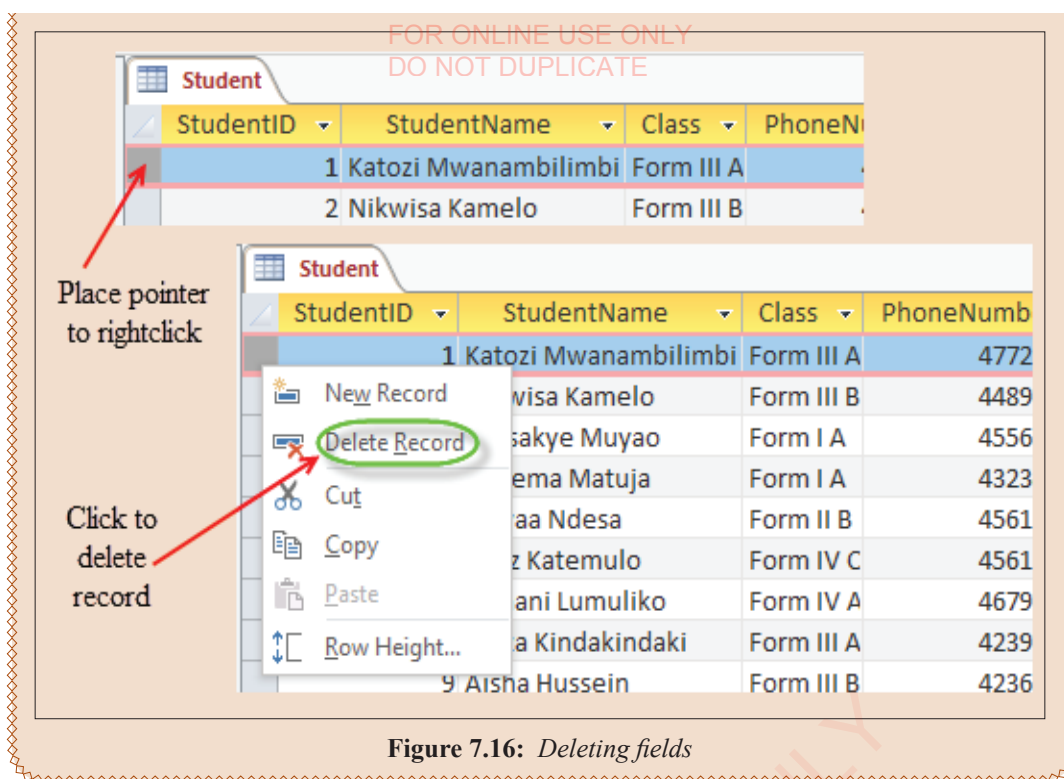 FOR ONLINE USE ONLY
DO NOT DUPLICATE
Student
StudentID StudentName Class PhoneNu
1 Katozi Mwanambilimbi Form III A
2 Nikwisa Kamelo Form III B
Place pointer
to rightclick
Student
StudentID StudentName Class PhoneNumb
1 Katozi Mwanambilimbi Form III A 4772
New Record wisa Kamelo Form III B 4489
Delete Record sakye Muyao Form I A 4556
Cut ema Matuja Form I A 4323
Click to
delete
record
aa Ndesa Form II B 4561
Copy z Katemulo Form IV C 4561
Paste ani Lumuliko Form IV A 4679
Row Height... a Kindakindaki Form III A 4239
9 Aisha Hussein Form III B 4236
Figure 7.16: Deleting fields